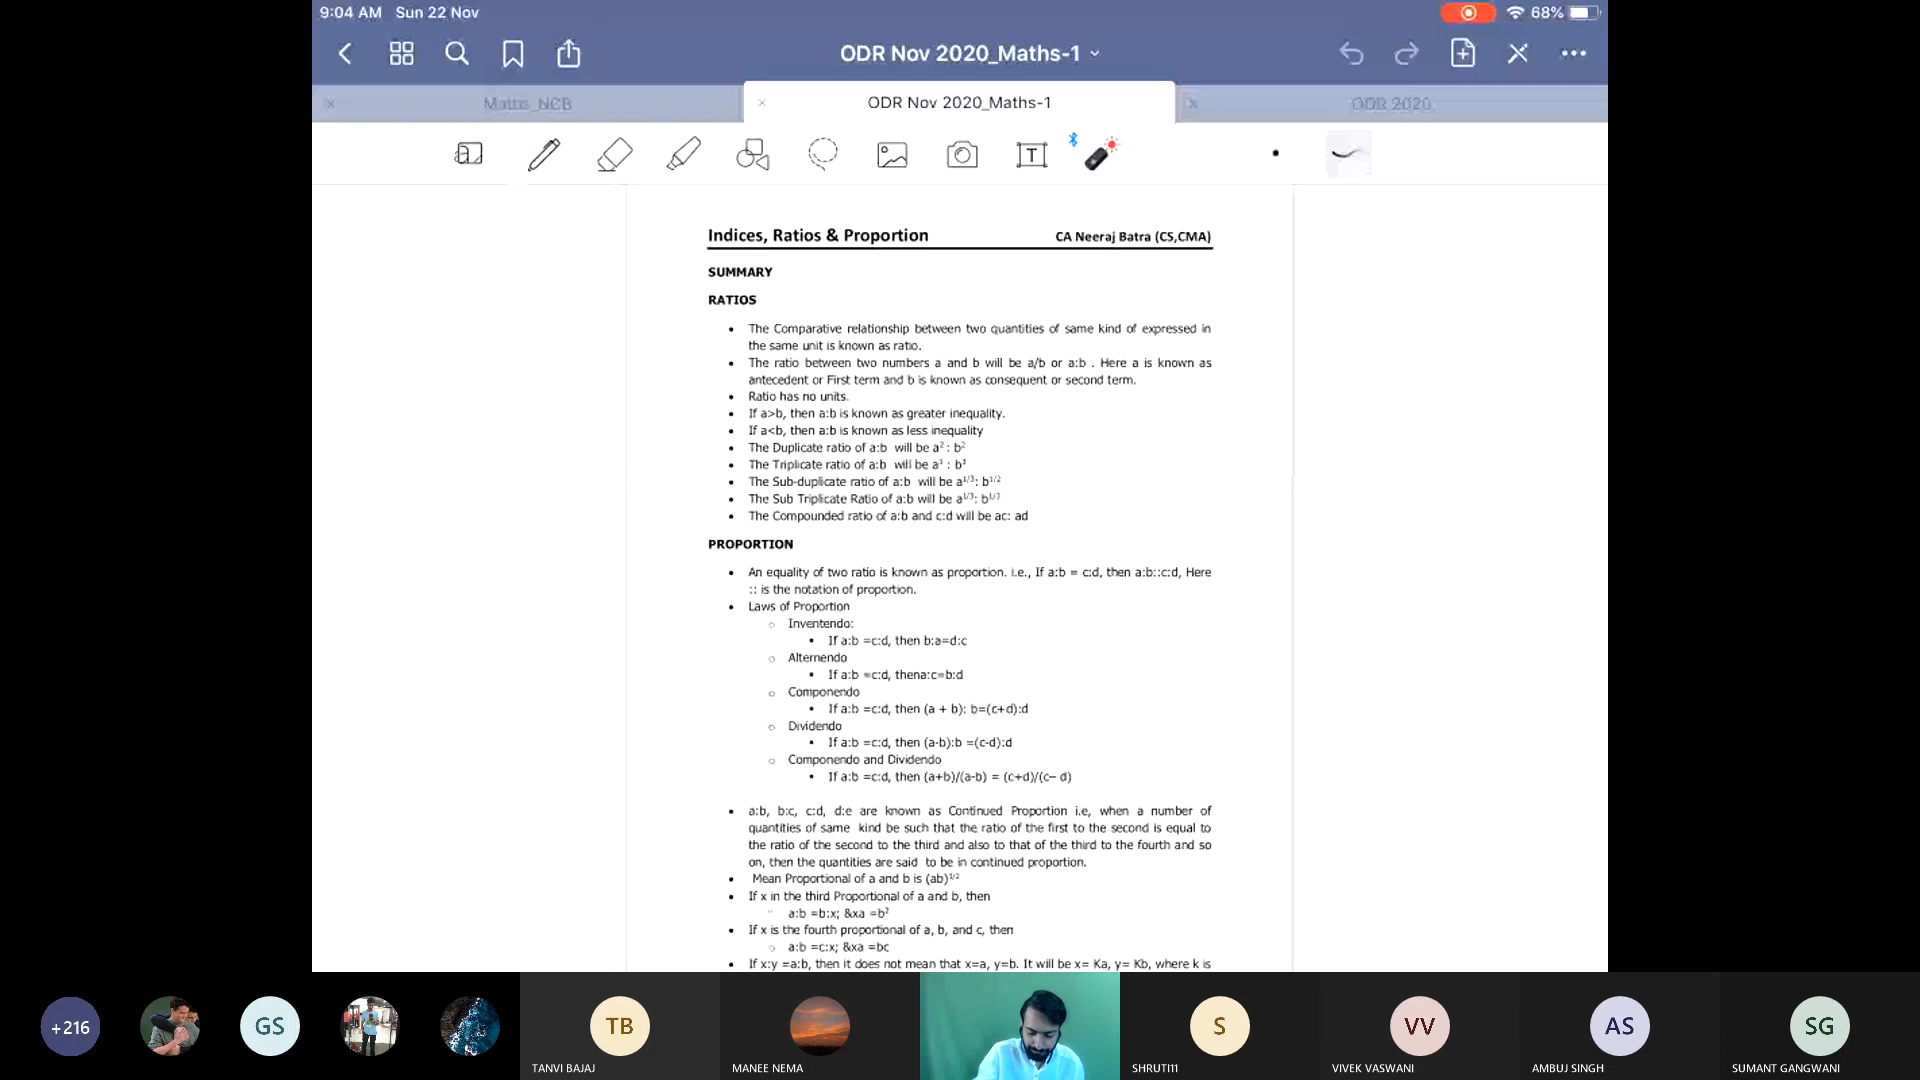 9:04 AM Sun 22 Nov
68%
ODR Nov 2020_Maths-1
Maths_NCB
ODR Nov 2020_Maths-1
ODR 2020
Indices, Ratios & Proportion CA Neeraj Batra (CS,CMA)
SUMMARY
RATIOS
• The Comparative relationship between two quantities of same kind of expressed in
the same unit is known as ratio.
• The ratio between two numbers a and b will be a/b or a:b . Here a is known as
antecedent or First term and b is known as consequent or second term.
• Ratio has no units.
• If a>b, then a:b is known as greater inequality.
• If a<b, then a:b is known as less inequality
• The Duplicate ratio of a:b will be a² : b²
• The Triplicate ratio of a:b will be a³ : b³
• The Sub-duplicate ratio of a:b will be a^1/3: b^1/2
• The Sub Triplicate Ratio of a:b will be a^1/3: b^1/3
• The Compounded ratio of a:b and c:d will be ac: ad
PROPORTION
• An equality of two ratio is known as proportion. i.e., If a:b = c:d, then a:b::c:d, Here
:: is the notation of proportion.
• Laws of Proportion
○ Inventendo:
▪ If a:b =c:d, then b:a=d:c
○ Alternendo
▪ If a:b =c:d, thena:c=b:d
○ Componendo
▪ If a:b =c:d, then (a + b): b=(c+d):d
○ Dividendo
▪ If a:b =c:d, then (a-b):b =(c-d):d
○ Componendo and Dividendo
▪ If a:b =c:d, then (a+b)/(a-b) = (c+d)/(c– d)
• a:b, b:c, c:d, d:e are known as Continued Proportion i.e, when a number of
quantities of same kind be such that the ratio of the first to the second is equal to
the ratio of the second to the third and also to that of the third to the fourth and so
on, then the quantities are said to be in continued proportion.
• Mean Proportional of a and b is (ab)^1/2
• If x in the third Proportional of a and b, then
a:b =b:x; &xa =b²
• If x is the fourth proportional of a, b, and c, then
○ a:b =c:x; &xa =bc
• If x:y =a:b, then it does not mean that x=a, y=b. It will be x= Ka, y= Kb, where k is
+216 GS TB S VV AS SG
TANVI BAJAJ MANEE NEMA SHRUTI11 VIVEK VASWANI AMBUJ SINGH SUMANT GANGWANI